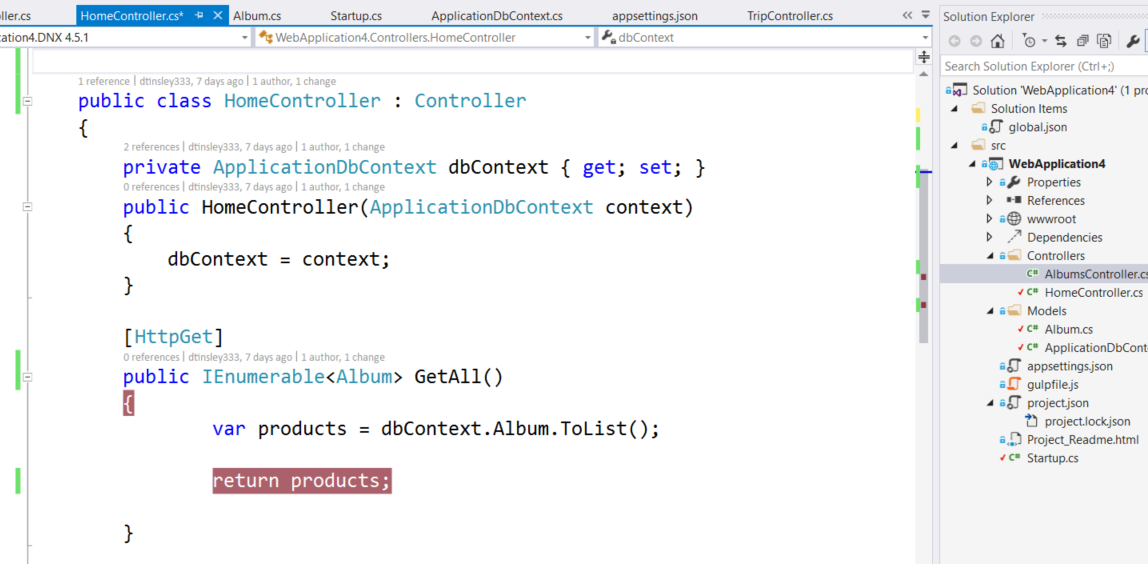 ller.cs HomeController.cs* Album.cs Startup.cs ApplicationDbContext.cs appsettings.json TripController.cs
cation4.DNX 4.5.1 WebApplication4.Controllers.HomeController dbContext
1 reference | dtinsley333, 7 days ago | 1 author, 1 change
public class HomeController : Controller
{
2 references | dtinsley333, 7 days ago | 1 author, 1 change
private ApplicationDbContext dbContext { get; set; }
0 references | dtinsley333, 7 days ago | 1 author, 1 change
public HomeController(ApplicationDbContext context)
{
dbContext = context;
}
[HttpGet]
0 references | dtinsley333, 7 days ago | 1 author, 1 change
public IEnumerable<Album> GetAll()
{
var products = dbContext.Album.ToList();
return products;
}
Solution Explorer
Search Solution Explorer (Ctrl+;)
Solution 'WebApplication4' (1 pro
Solution Items
global.json
src
WebApplication4
Properties
References
wwwroot
Dependencies
Controllers
C# AlbumsController.cs
C# HomeController.cs
Models
C# Album.cs
C# ApplicationDbCont
appsettings.json
gulpfile.js
project.json
project.lock.json
Project_Readme.html
C# Startup.cs